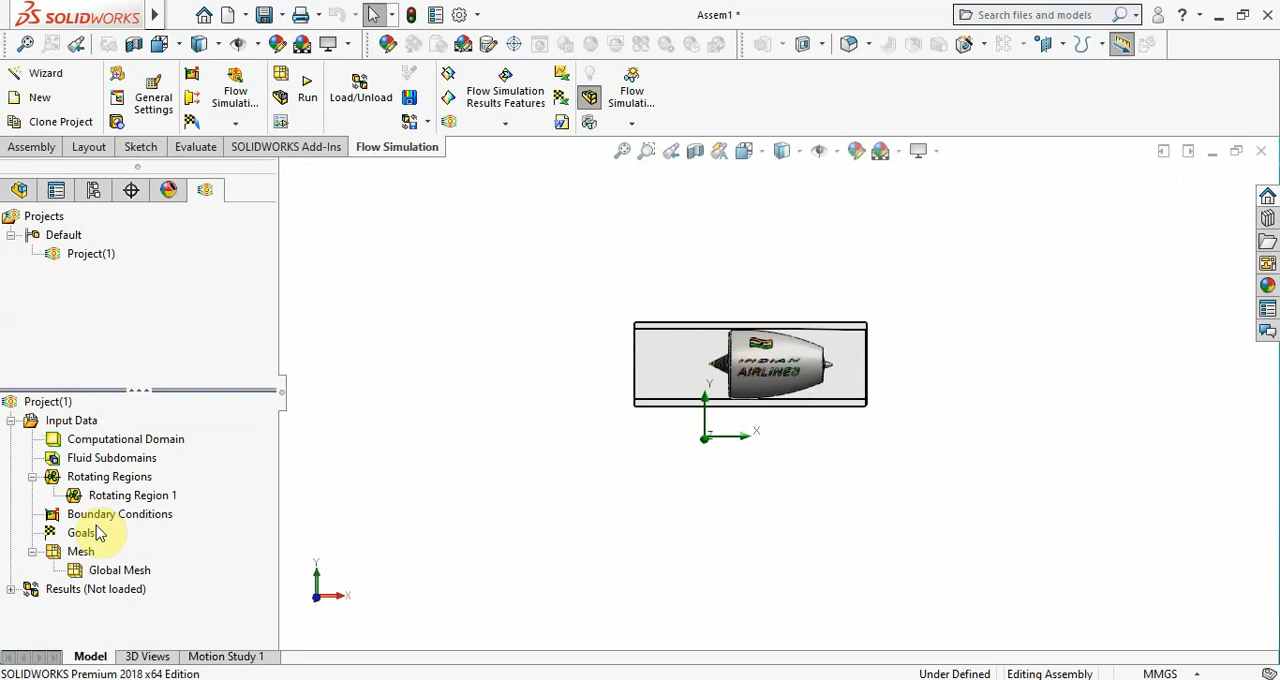 SOLIDWORKS
Assem1 *
Search files and models
?
Wizard
New
Clone Project
General
Settings
Flow
Simulati...
Run
Load/Unload
Flow Simulation
Results Features
Flow
Simulati...
Assembly
Layout
Sketch
Evaluate
SOLIDWORKS Add-Ins
Flow Simulation
Projects
Default
Project(1)
INDIAN
AIRLINES
Y
X
Z
Project(1)
Input Data
Computational Domain
Fluid Subdomains
Rotating Regions
Rotating Region 1
Boundary Conditions
Goals
Mesh
Global Mesh
Results (Not loaded)
Y
X
Model
3D Views
Motion Study 1
SOLIDWORKS Premium 2018 x64 Edition
Under Defined
Editing Assembly
MMGS